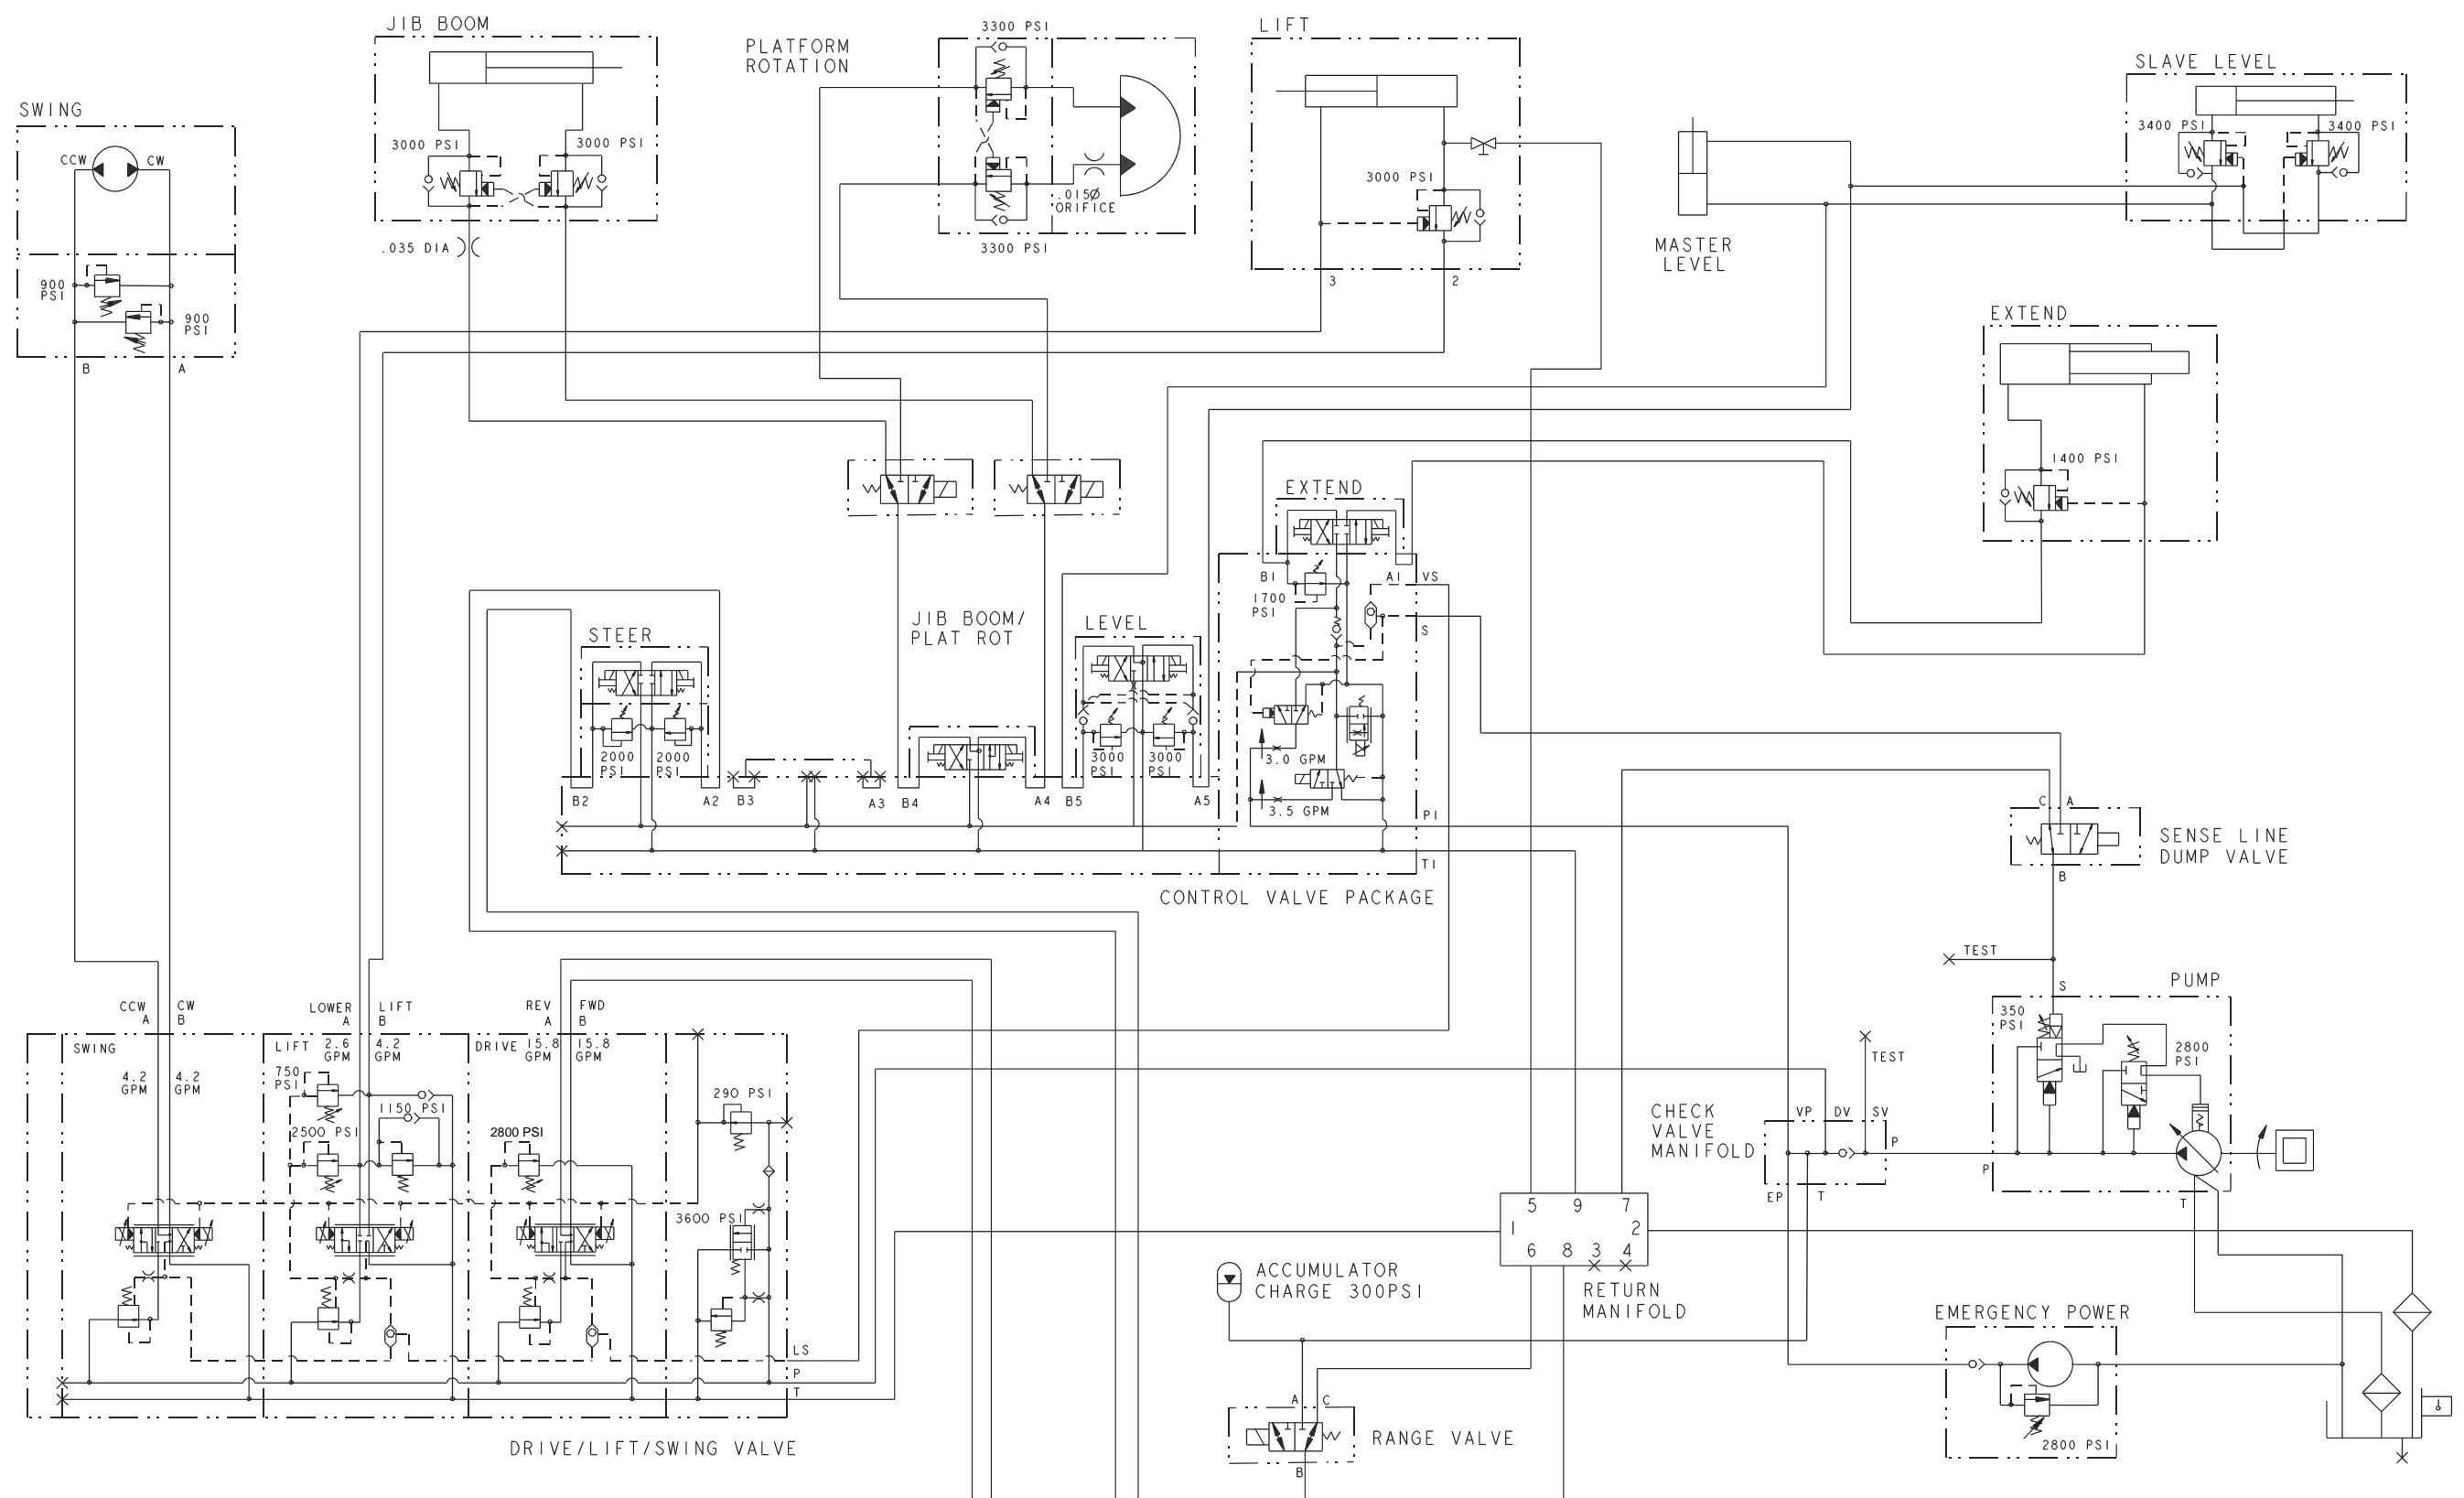 JIB BOOM
3000 PSI
3000 PSI
.035 DIA
PLATFORM
ROTATION
3300 PSI
.015Ø
ORIFICE
3300 PSI
LIFT
3000 PSI
3
2
SLAVE LEVEL
3400 PSI
3400 PSI
MASTER
LEVEL
SWING
CCW
CW
900
PSI
900
PSI
B
A
EXTEND
1400 PSI
EXTEND
B1
A1
VS
1700
PSI
S
3.0 GPM
3.5 GPM
P1
T1
STEER
2000
PSI
2000
PSI
JIB BOOM/
PLAT ROT
LEVEL
3000
PSI
3000
PSI
B2
A2
B3
A3
B4
A4
B5
A5
CONTROL VALVE PACKAGE
C
A
SENSE LINE
DUMP VALVE
B
TEST
PUMP
S
350
PSI
2800
PSI
TEST
CHECK
VALVE
MANIFOLD
VP
DV
SV
P
EP
T
P
T
CCW
A
CW
B
LOWER
A
LIFT
B
REV
A
FWD
B
SWING
4.2
GPM
4.2
GPM
LIFT
2.6
GPM
4.2
GPM
750
PSI
1150 PSI
2500 PSI
DRIVE
15.8
GPM
15.8
GPM
2800 PSI
290 PSI
3600 PSI
LS
P
T
DRIVE/LIFT/SWING VALVE
5
9
7
1
2
6
8
3
4
RETURN
MANIFOLD
ACCUMULATOR
CHARGE 300PSI
A
C
RANGE VALVE
B
EMERGENCY POWER
2800 PSI